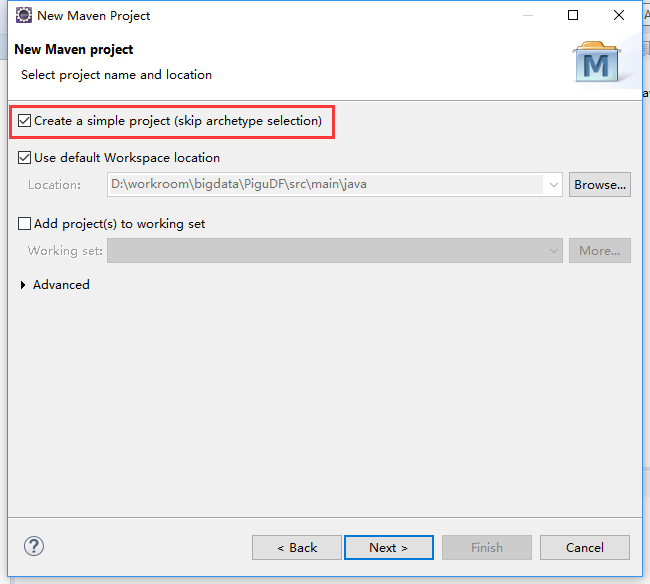 New Maven Project
New Maven project
Select project name and location
M
Create a simple project (skip archetype selection)
Use default Workspace location
Location: D:\workroom\bigdata\PiguDF\src\main\java Browse...
Add project(s) to working set
Working set: More...
Advanced
? < Back Next > Finish Cancel